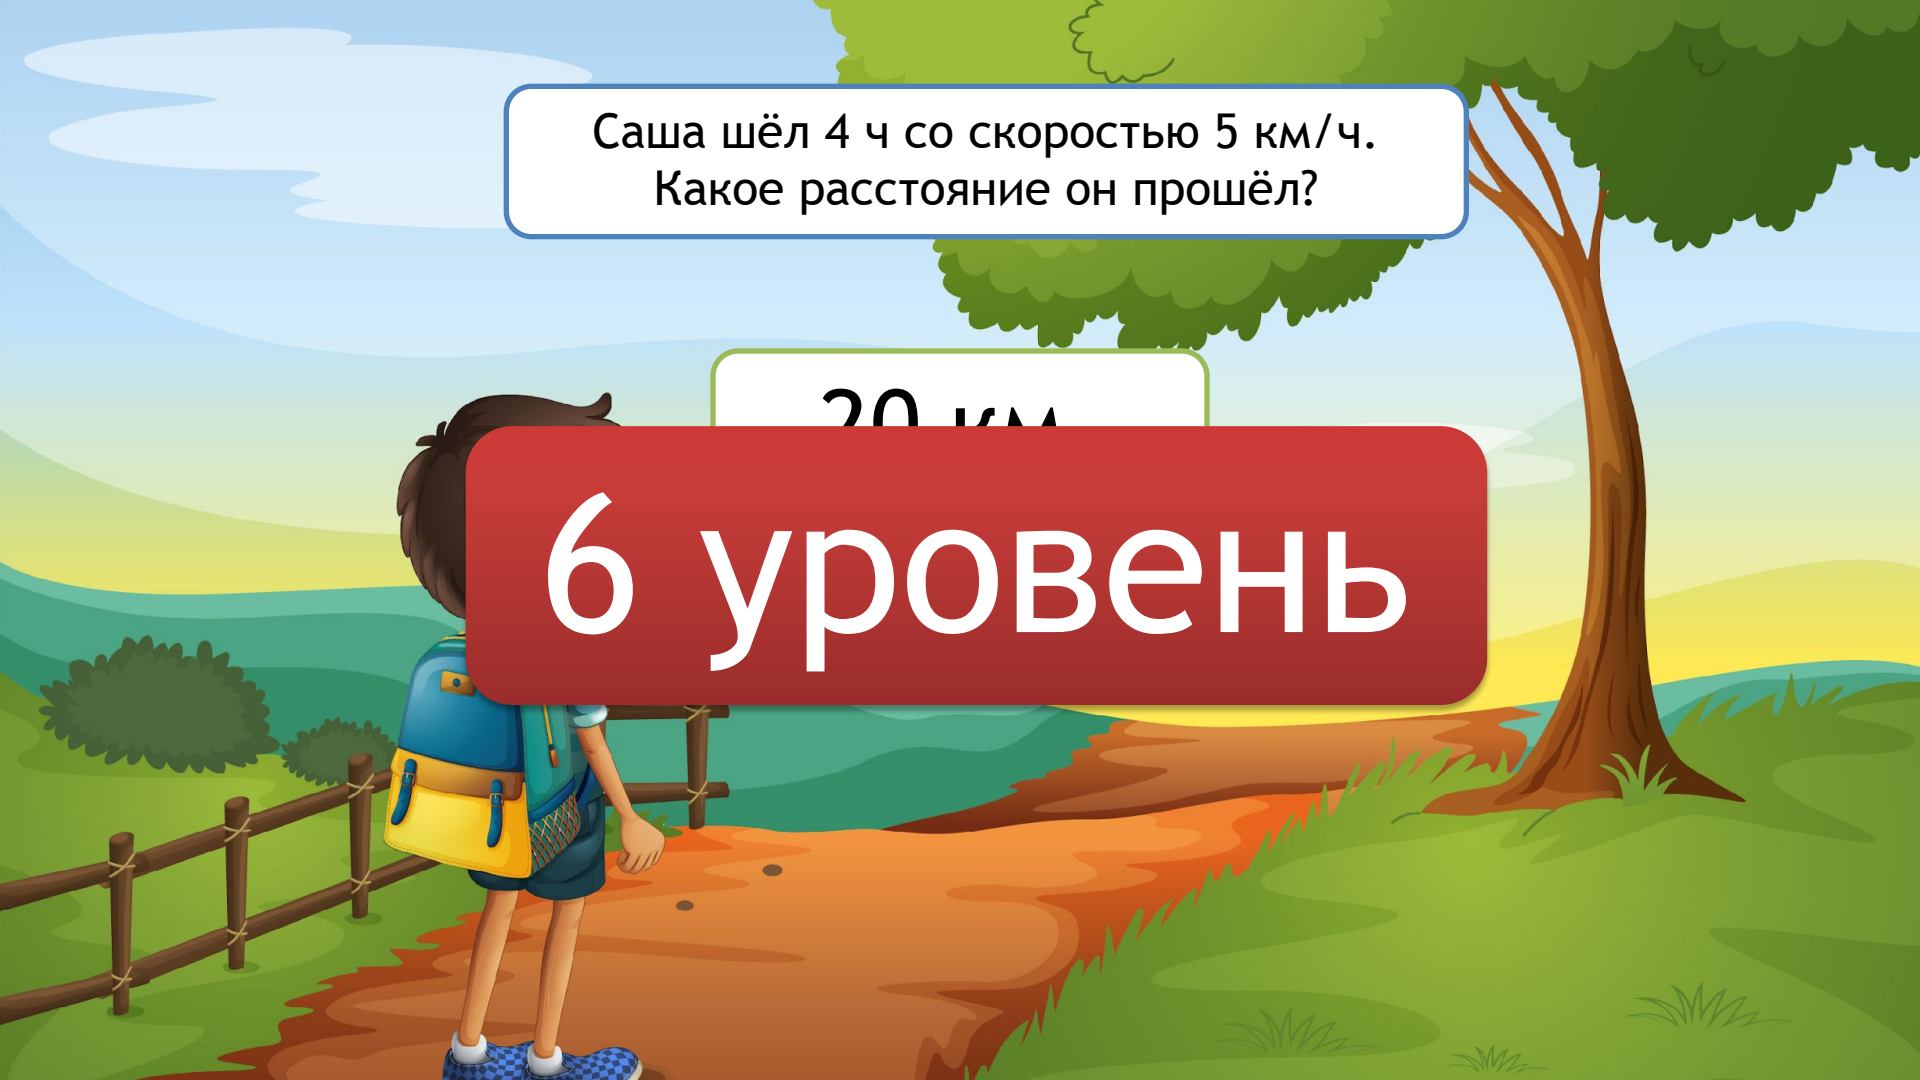 Саша шёл 4 ч со скоростью 5 км/ч.
Какое расстояние он прошёл?
20 км
6 уровень